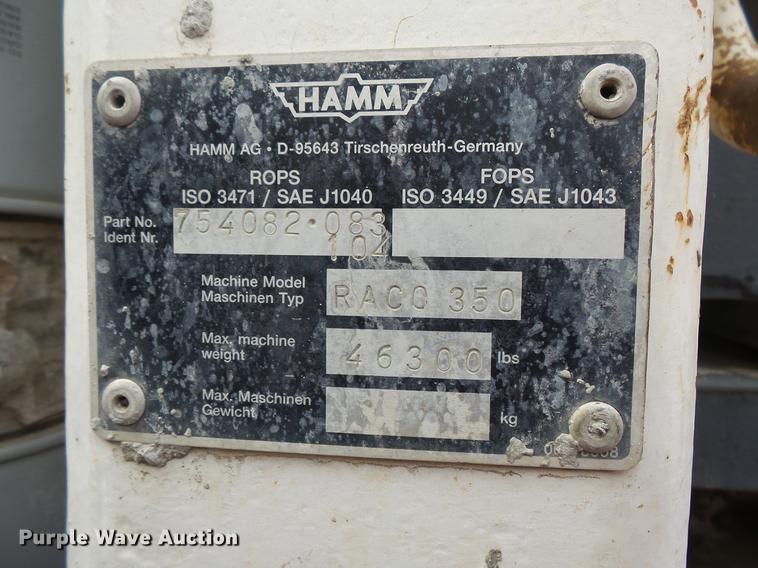 HAMM
HAMM AG • D-95643 Tirschenreuth-Germany
ROPS FOPS
ISO 3471 / SAE J1040 ISO 3449 / SAE J1043
Part No. 754082•083
Ident Nr. 104
Machine Model
Maschinen Typ RACO 350
Max. machine
weight 46300 lbs
Max. Maschinen
Gewicht kg
Purple Wave Auction